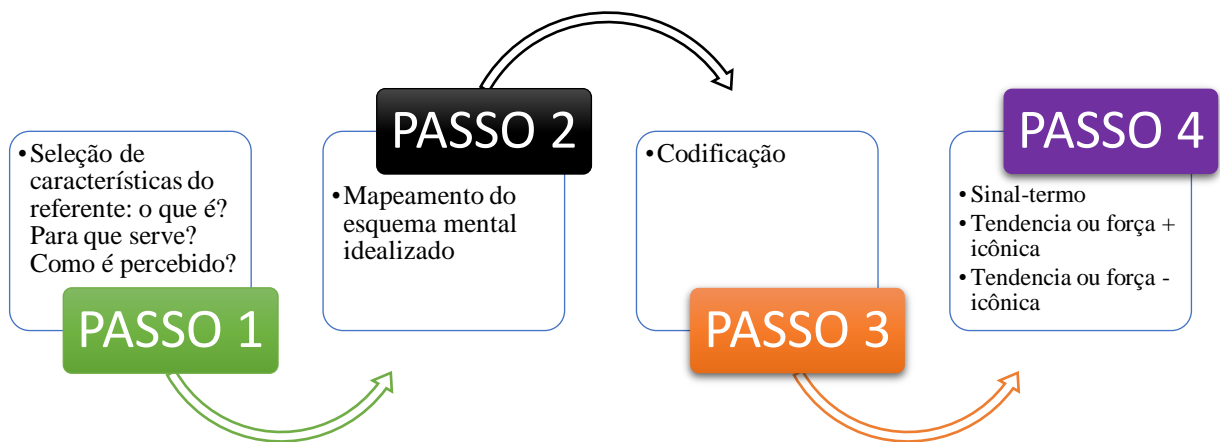 •Seleção de
características do
referente: o que é?
Para que serve?
Como é percebido?
PASSO 1
PASSO 2
•Mapeamento do
esquema mental
idealizado
•Codificação
PASSO 3
PASSO 4
•Sinal-termo
•Tendencia ou força +
icônica
•Tendencia ou força -
icônica